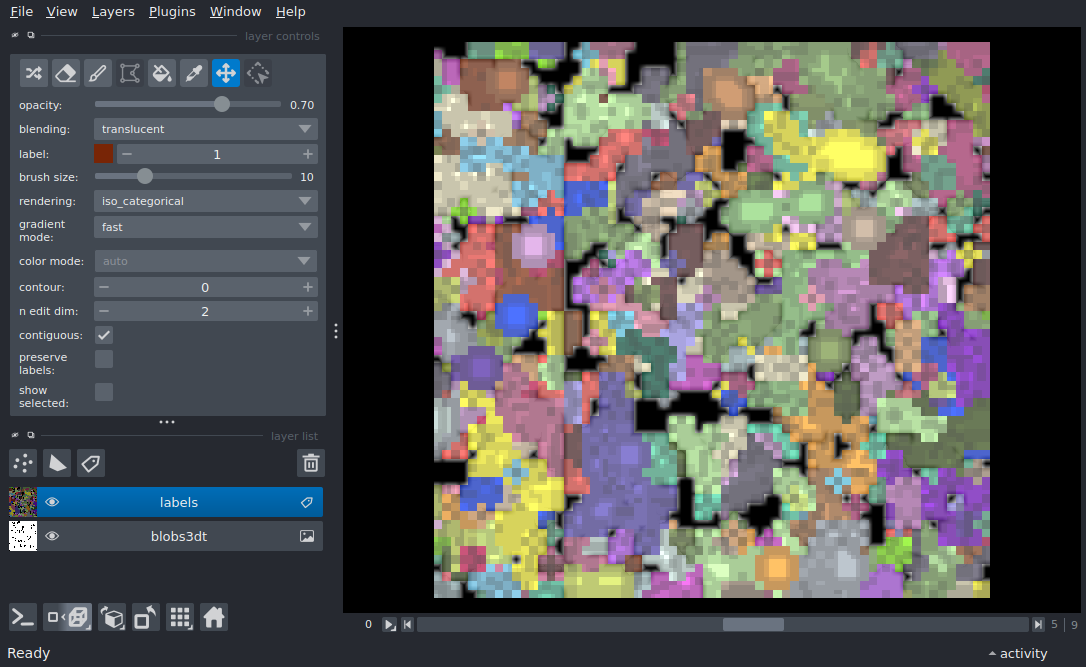 File View Layers Plugins Window Help
layer controls
opacity: 0.70
blending: translucent
label: 1
brush size: 10
rendering: iso_categorical
gradient
mode: fast
color mode: auto
contour: 0
n edit dim: 2
contiguous:
preserve
labels:
show
selected:
layer list
labels
blobs3dt
0 5 | 9
Ready activity